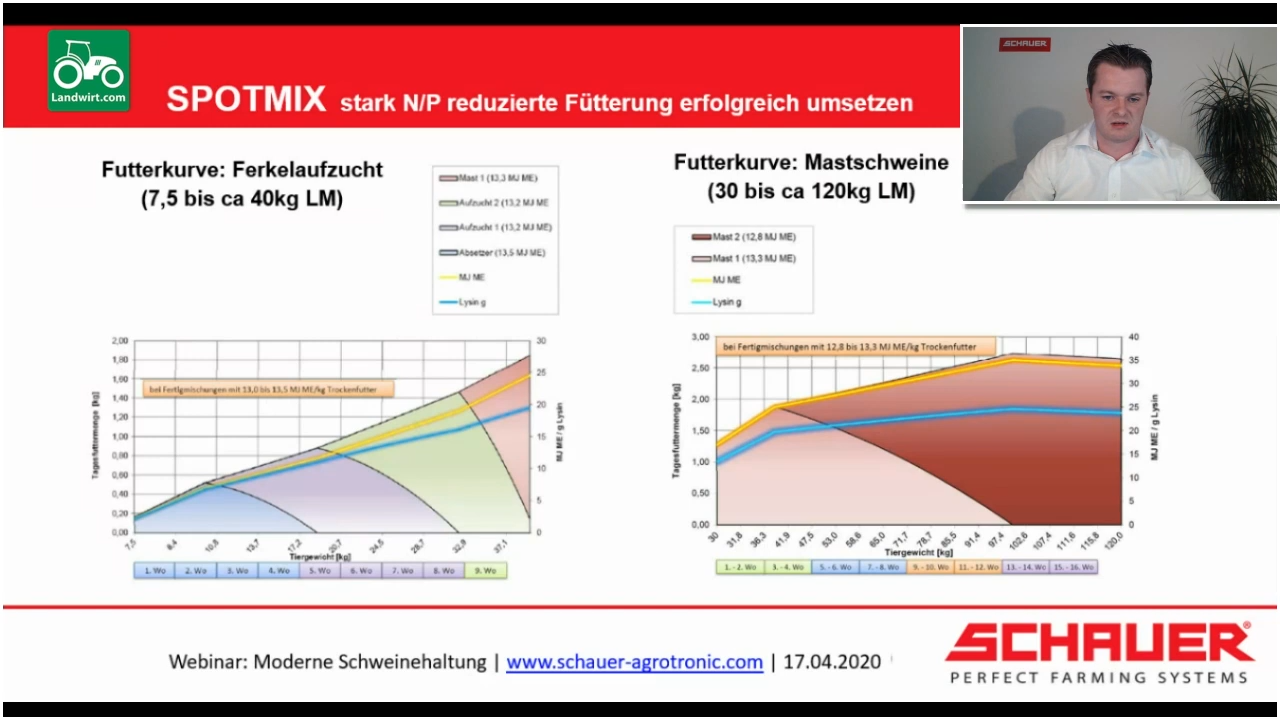 Landwirt.com
SPOTMIX stark N/P reduzierte Fütterung erfolgreich umsetzen
SCHAUER
Futterkurve: Ferkelaufzucht
(7,5 bis ca 40kg LM)
Mast 1 (13,3 MJ ME)
Aufzucht 2 (13,2 MJ ME
Aufzucht 1 (13,2 MJ ME)
Absetzer (13,5 MJ ME)
MJ ME
Lysin g
2,00
1,80
1,60
1,40
1,20
1,00
0,80
0,60
0,40
0,20
0,00
Tagesfuttermenge [kg]
bei Fertigmischungen mit 13,0 bis 13,5 MJ ME/kg Trockenfutter
30
25
20
15
10
5
0
MJ ME / g Lysin
7,5 8,4 10,8 13,7 17,2 20,7 24,5 28,7 32,8 37,1
Tiergewicht [kg]
1. Wo 2. Wo 3. Wo 4. Wo 5. Wo 6. Wo 7. Wo 8. Wo 9. Wo
Futterkurve: Mastschweine
(30 bis ca 120kg LM)
Mast 2 (12,8 MJ ME)
Mast 1 (13,3 MJ ME)
MJ ME
Lysin g
3,00
2,50
2,00
1,50
1,00
0,50
0,00
Tagesfuttermenge [kg]
bei Fertigmischungen mit 12,8 bis 13,3 MJ ME/kg Trockenfutter
40
35
30
25
20
15
10
5
0
MJ ME / g Lysin
30 31,8 36,3 41,9 47,5 53,0 58,6 65,0 71,7 78,7 85,5 91,4 97,4 102,6 107,4 111,6 115,8 120,0
Tiergewicht [kg]
1. - 2. Wo 3. - 4. Wo 5. - 6. Wo 7. - 8. Wo 9. - 10. Wo 11. - 12. Wo 13. - 14. Wo 15. - 16. Wo
Webinar: Moderne Schweinehaltung | www.schauer-agrotronic.com | 17.04.2020
SCHAUER®
PERFECT FARMING SYSTEMS